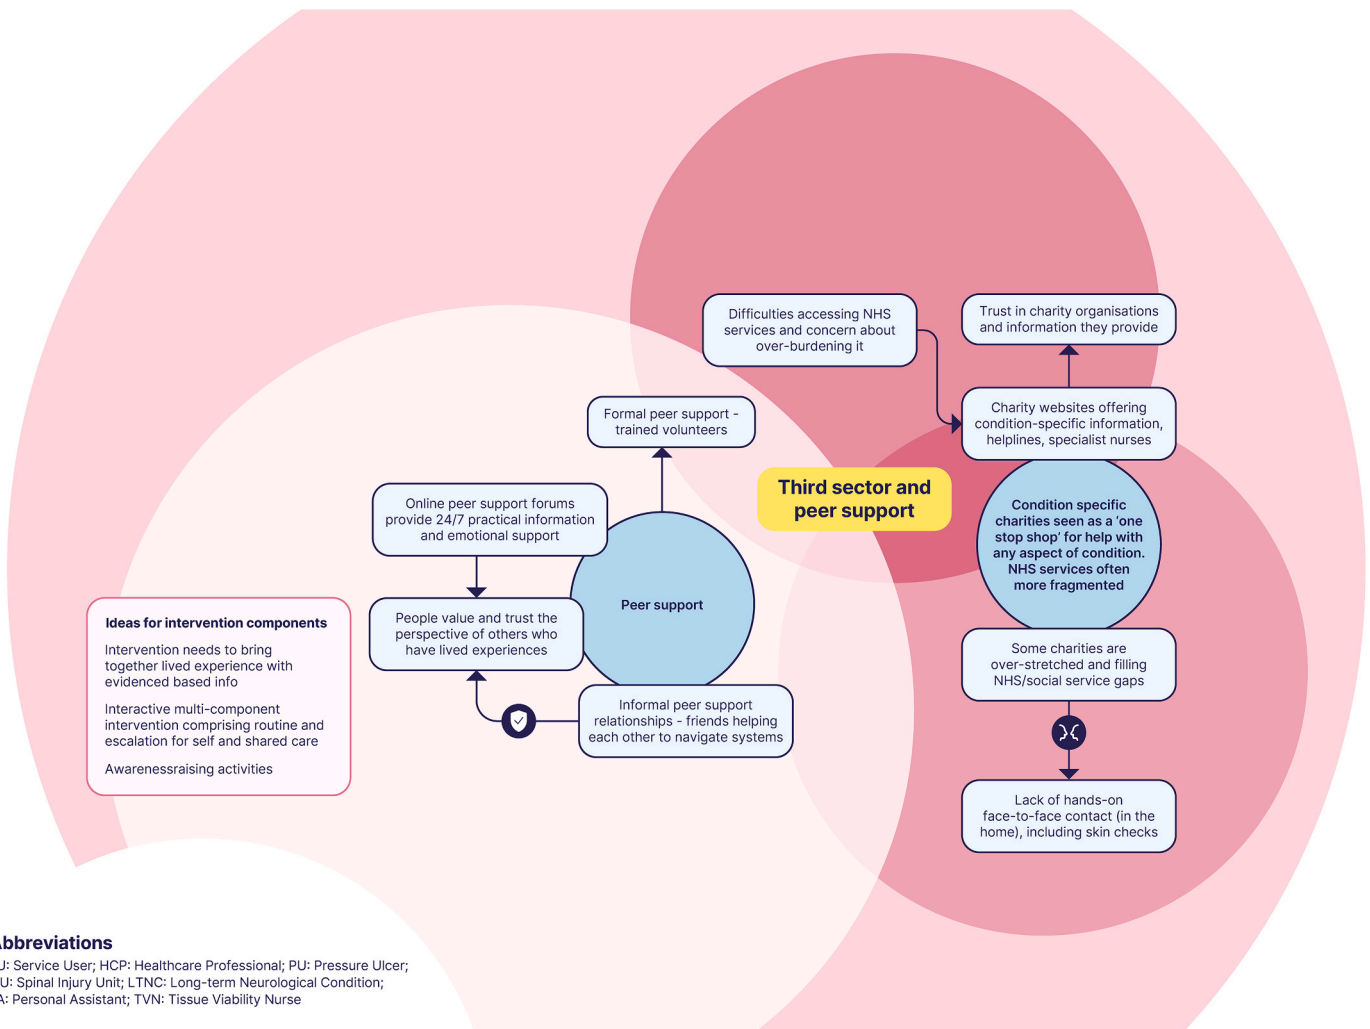 Difficulties accessing NHS
services and concern about
over-burdening it
Trust in charity organisations
and information they provide
Charity websites offering
condition-specific information,
helplines, specialist nurses
Formal peer support -
trained volunteers
Third sector and
peer support
Online peer support forums
provide 24/7 practical information
and emotional support
Condition specific
charities seen as a ‘one
stop shop’ for help with
any aspect of condition.
NHS services often
more fragmented
Peer support
People value and trust the
perspective of others who
have lived experiences
Ideas for intervention components
Intervention needs to bring
together lived experience with
evidenced based info
Interactive multi-component
intervention comprising routine and
escalation for self and shared care
Awarenessraising activities
Informal peer support
relationships - friends helping
each other to navigate systems
Some charities are
over-stretched and filling
NHS/social service gaps
Lack of hands-on
face-to-face contact (in the
home), including skin checks
bbreviations
U: Service User; HCP: Healthcare Professional; PU: Pressure Ulcer;
U: Spinal Injury Unit; LTNC: Long-term Neurological Condition;
A: Personal Assistant; TVN: Tissue Viability Nurse